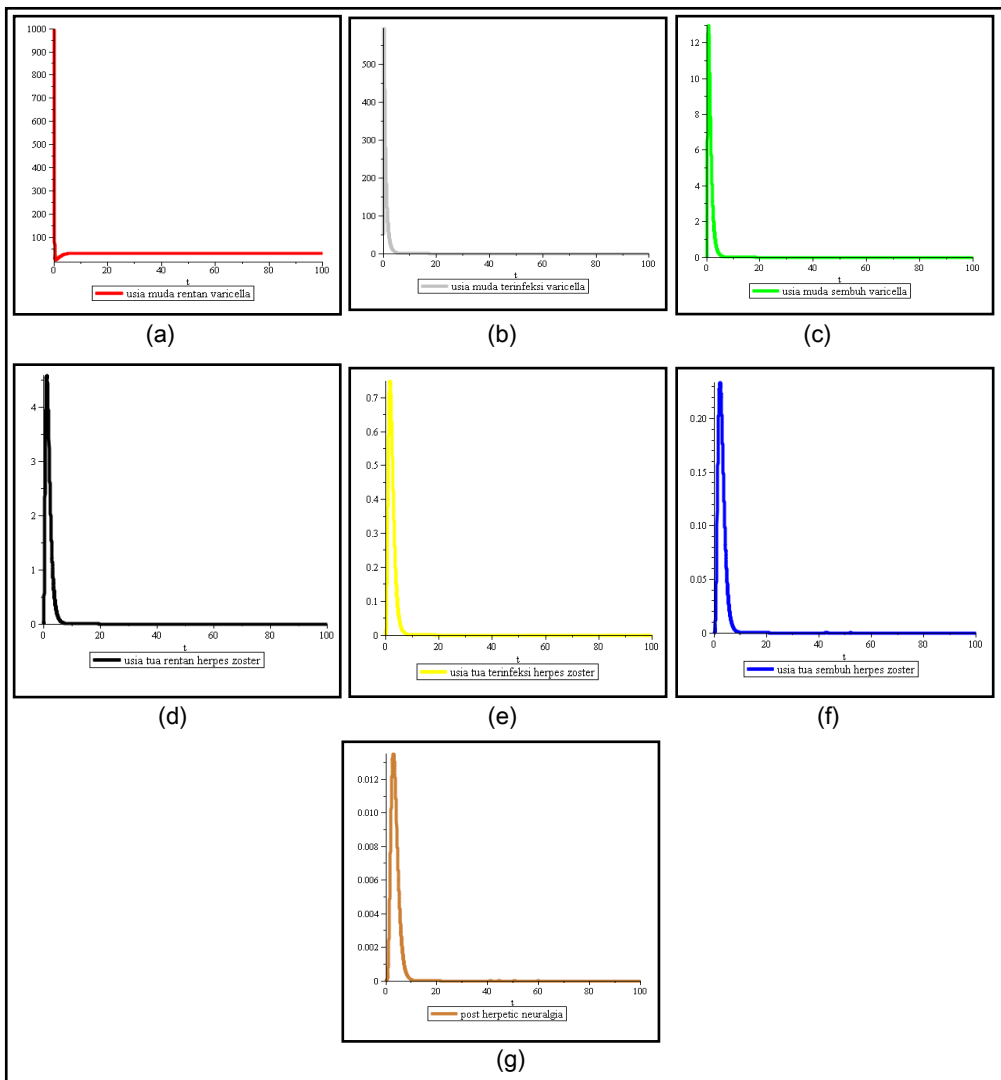 1000
900
800
700
600
500
400
300
200
100
0 20 40 60 80 100
t
usia muda rentan varicella
(a)
500
400
300
200
100
0
0 20 40 60 80 100
t
usia muda terinfeksi varicella
(b)
12
10
8
6
4
2
0
0 20 40 60 80 100
t
usia muda sembuh varicella
(c)
4
3
2
1
0
0 20 40 60 80 100
t
usia tua rentan herpes zoster
(d)
0.7
0.6
0.5
0.4
0.3
0.2
0.1
0
0 20 40 60 80 100
t
usia tua terinfeksi herpes zoster
(e)
0.20
0.15
0.10
0.05
0
0 20 40 60 80 100
t
usia tua sembuh herpes zoster
(f)
0.012
0.010
0.008
0.006
0.004
0.002
0
0 20 40 60 80 100
t
post herpetic neuralgia
(g)